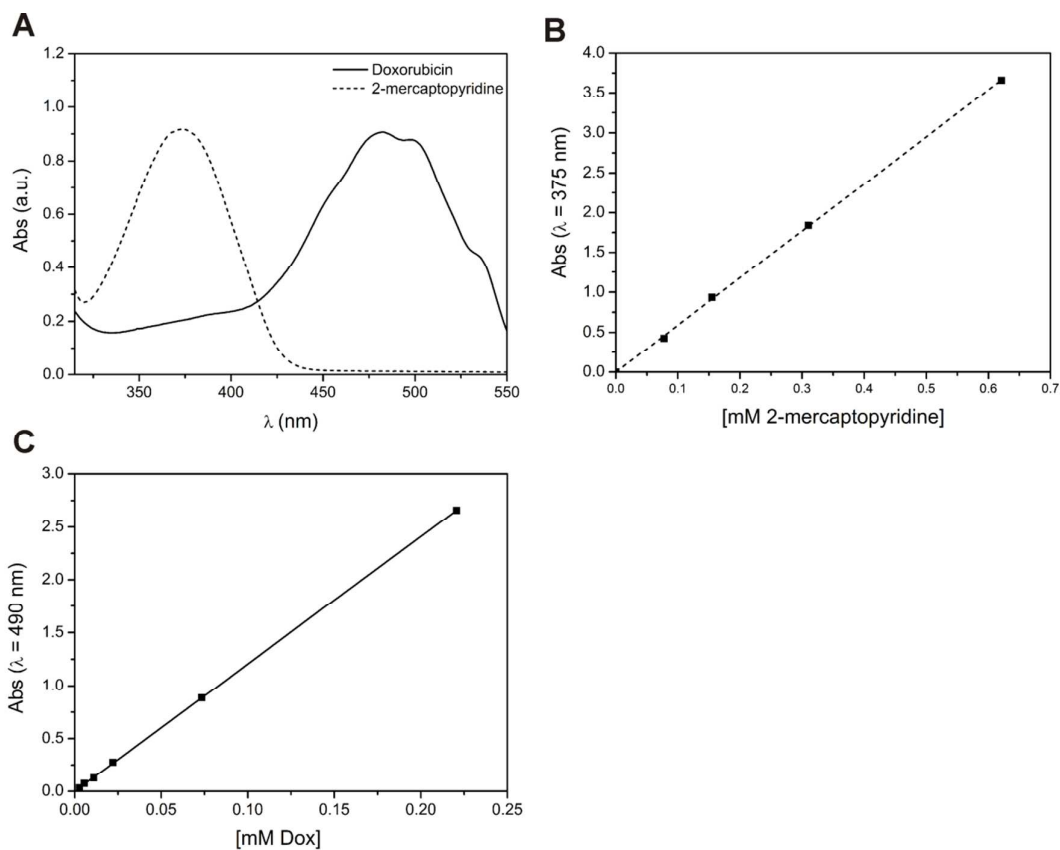 A
1.2
1.0
0.8
0.6
0.4
0.2
0.0
Abs (a.u.)
Doxorubicin
2-mercaptopyridine
350 400 450 500 550
λ (nm)
B
4.0
3.5
3.0
2.5
2.0
1.5
1.0
0.5
0.0
Abs (λ = 375 nm)
0.0 0.1 0.2 0.3 0.4 0.5 0.6 0.7
[mM 2-mercaptopyridine]
C
3.0
2.5
2.0
1.5
1.0
0.5
0.0
Abs (λ = 490 nm)
0.00 0.05 0.10 0.15 0.20 0.25
[mM Dox]